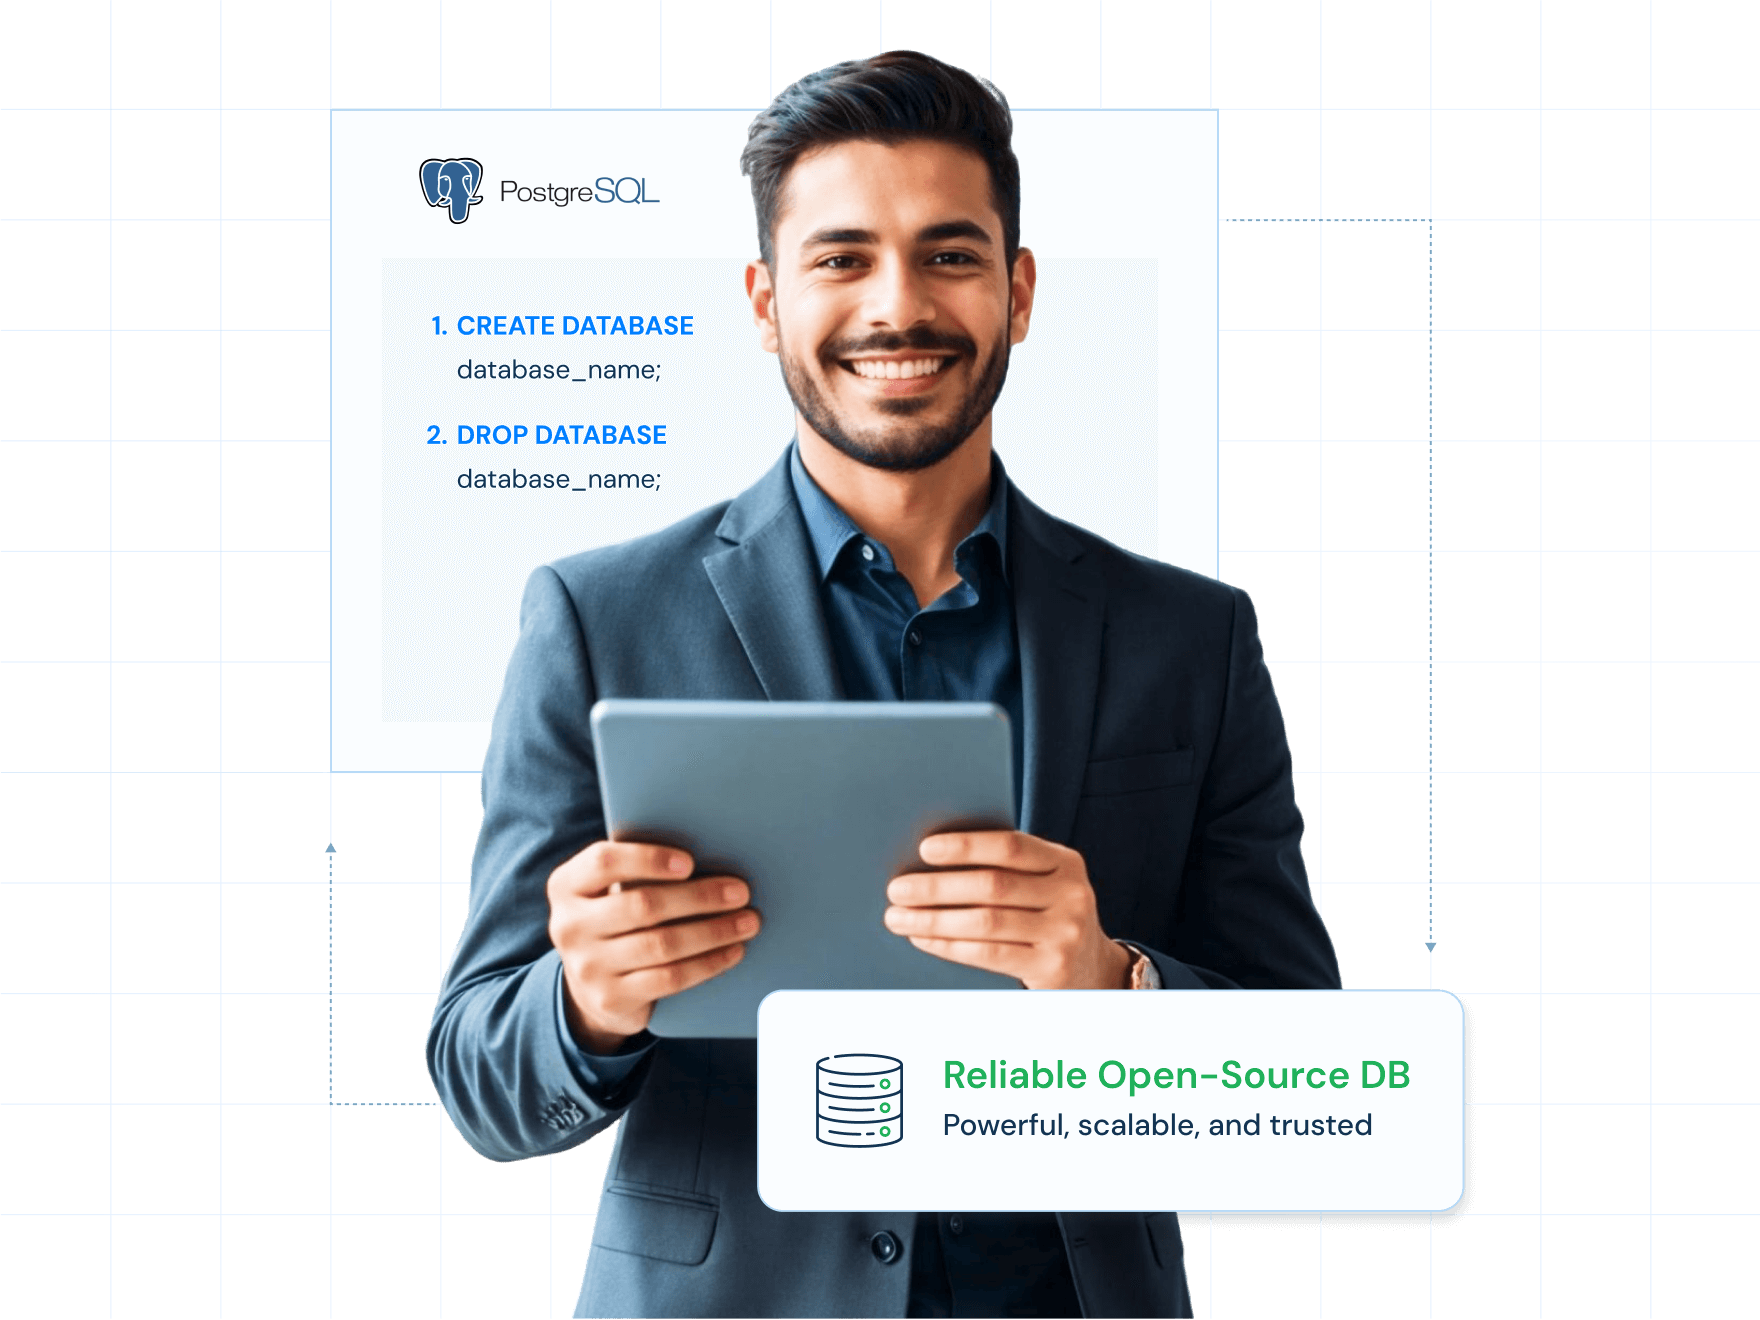 PostgreSQL
1. CREATE DATABASE
database_name;
2. DROP DATABASE
database_name;
Reliable Open-Source DB
Powerful, scalable, and trusted